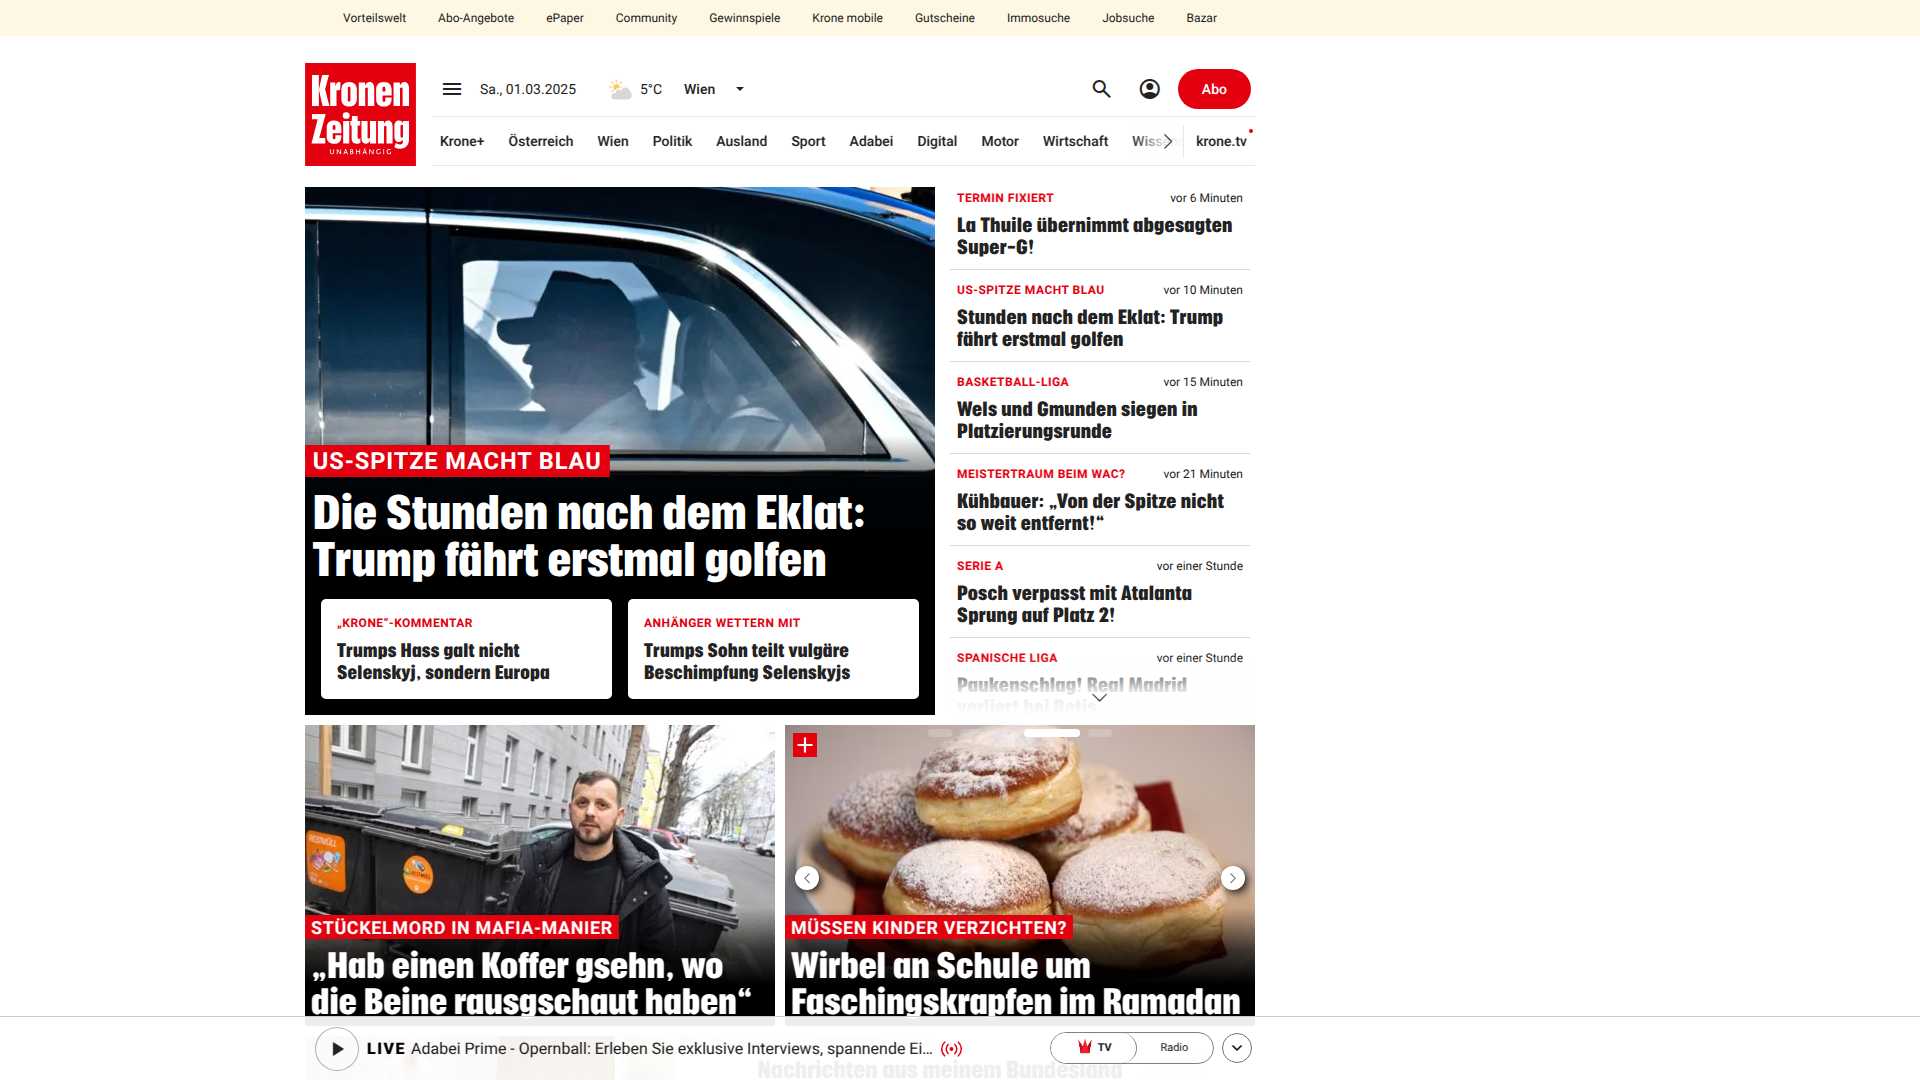 Vorteilswelt Abo-Angebote ePaper Community Gewinnspiele Krone mobile Gutscheine Immosuche Jobsuche Bazar
Kronen
Zeitung
UNABHÄNGIG
Sa., 01.03.2025 5°C Wien Abo
Krone+ Österreich Wien Politik Ausland Sport Adabei Digital Motor Wirtschaft krone.tv
US-SPITZE MACHT BLAU
Die Stunden nach dem Eklat:
Trump fährt erstmal golfen
„KRONE“-KOMMENTAR
Trumps Hass galt nicht
Selenskyj, sondern Europa
ANHÄNGER WETTERN MIT
Trumps Sohn teilt vulgäre
Beschimpfung Selenskyjs
TERMIN FIXIERT vor 6 Minuten
La Thuile übernimmt abgesagten
Super-G!
US-SPITZE MACHT BLAU vor 10 Minuten
Stunden nach dem Eklat: Trump
fährt erstmal golfen
BASKETBALL-LIGA vor 15 Minuten
Wels und Gmunden siegen in
Platzierungsrunde
MEISTERTRAUM BEIM WAC? vor 21 Minuten
Kühbauer: „Von der Spitze nicht
so weit entfernt!“
SERIE A vor einer Stunde
Posch verpasst mit Atalanta
Sprung auf Platz 2!
SPANISCHE LIGA vor einer Stunde
Paukenschlag! Real Madrid
verliert bei Betis
STÜCKELMORD IN MAFIA-MANIER
„Hab einen Koffer gsehn, wo
die Beine rausgschaut haben“
MÜSSEN KINDER VERZICHTEN?
Wirbel an Schule um
Faschingskrapfen im Ramadan
LIVE Adabei Prime - Opernball: Erleben Sie exklusive Interviews, spannende Ei... TV Radio
Nachrichten aus meinem Bundesland